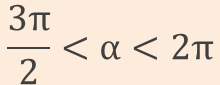 3π/2 < α < 2π